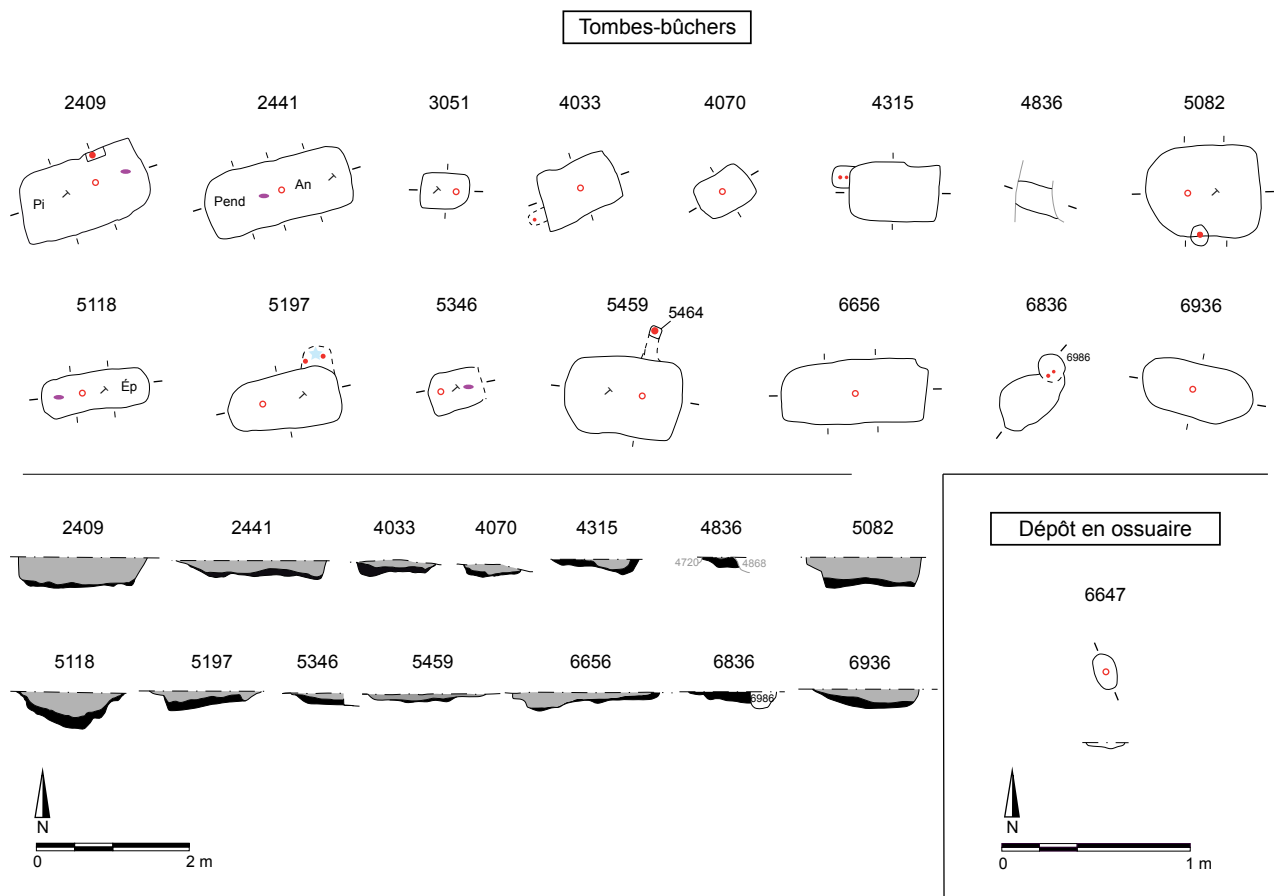 Tombes-bûchers
2409 2441 3051 4033 4070 4315 4836 5082
Pi Pend An
5118 5197 5346 5459 5464 6656 6836 6986 6936
Ép
2409 2441 4033 4070 4315 4836 5082
4720 4868
5118 5197 5346 5459 6656 6836 6936
6986
N
0 2 m
Dépôt en ossuaire
6647
N
0 1 m